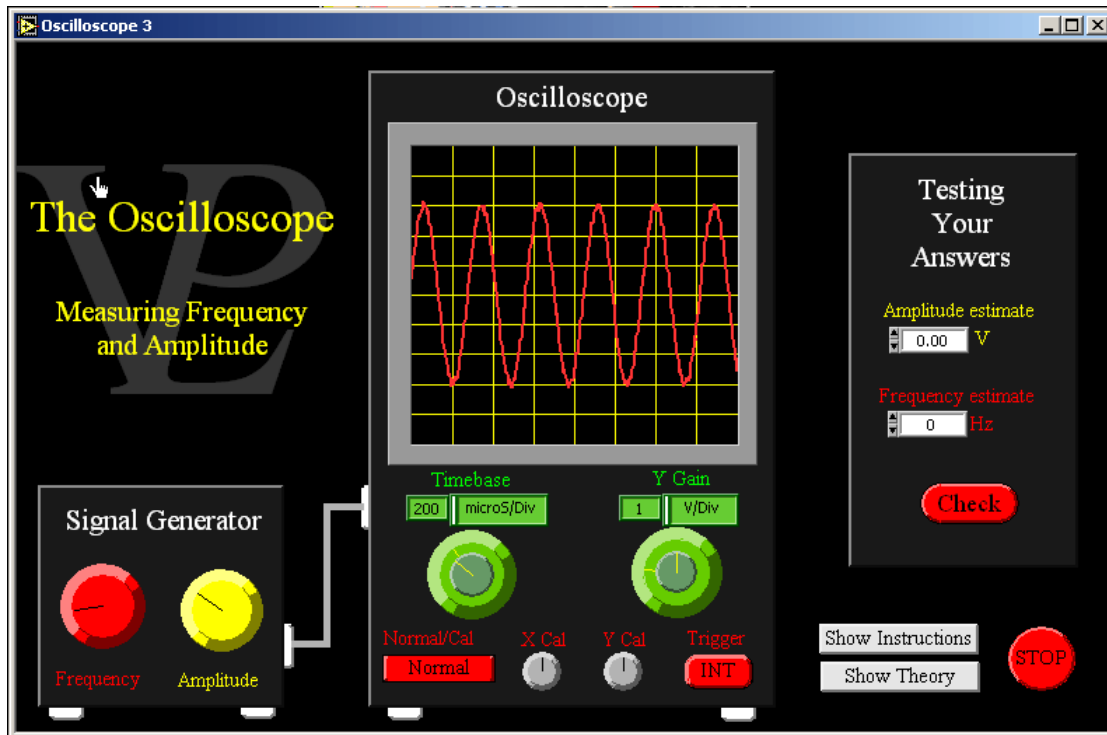 Oscilloscope 3
Oscilloscope
VPL
The Oscilloscope
Measuring Frequency
and Amplitude
Testing
Your
Answers
Amplitude estimate
0.00 V
Frequency estimate
0 Hz
Check
Timebase
200 microS/Div
Y Gain
1 V/Div
Signal Generator
Frequency
Amplitude
Normal/Cal
Normal
X Cal
Y Cal
Trigger
INT
Show Instructions
Show Theory
STOP